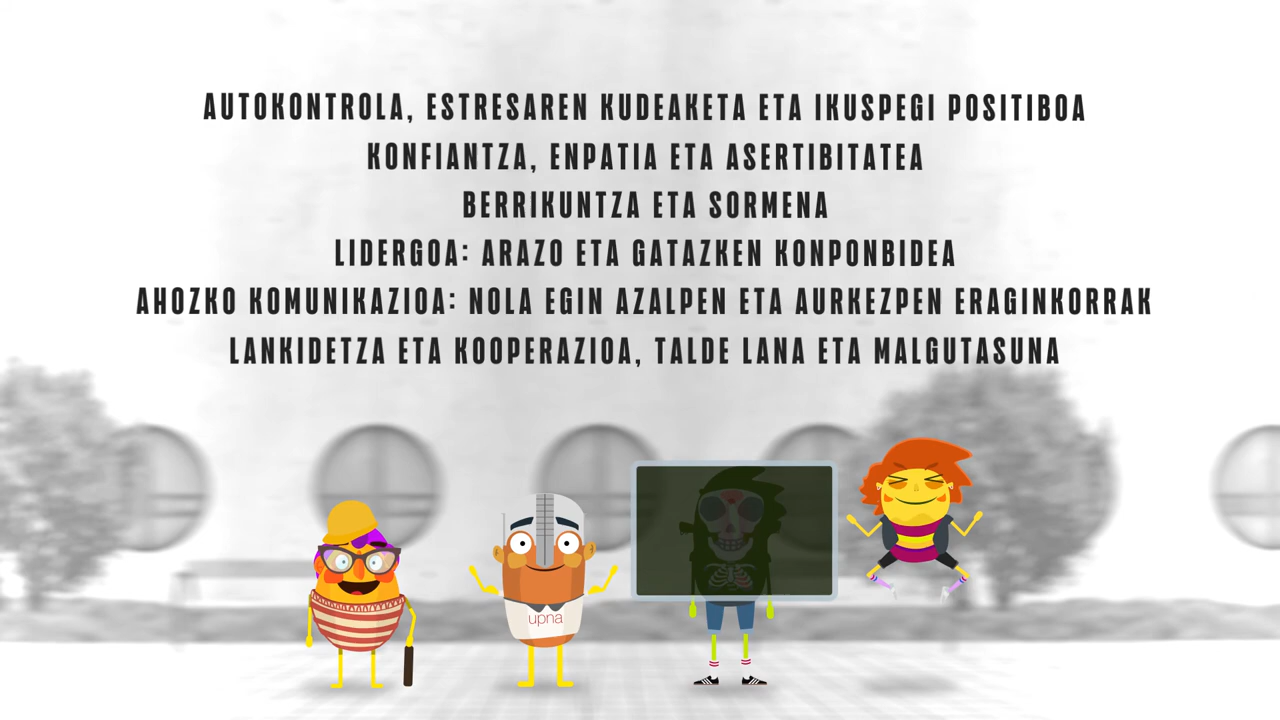 AUTOKONTROLA, ESTRESAREN KUDEAKETA ETA IKUSPEGI POSITIBOA
KONFIANTZA, ENPATIA ETA ASERTIBITATEA
BERRIKUNTZA ETA SORMENA
LIDERGOA: ARAZO ETA GATAZKEN KONPONBIDEA
AHOZKO KOMUNIKAZIOA: NOLA EGIN AZALPEN ETA AURKEZPEN ERAGINKORRAK
LANKIDETZA ETA KOOPERAZIOA, TALDE LANA ETA MALGUTASUNA
upna